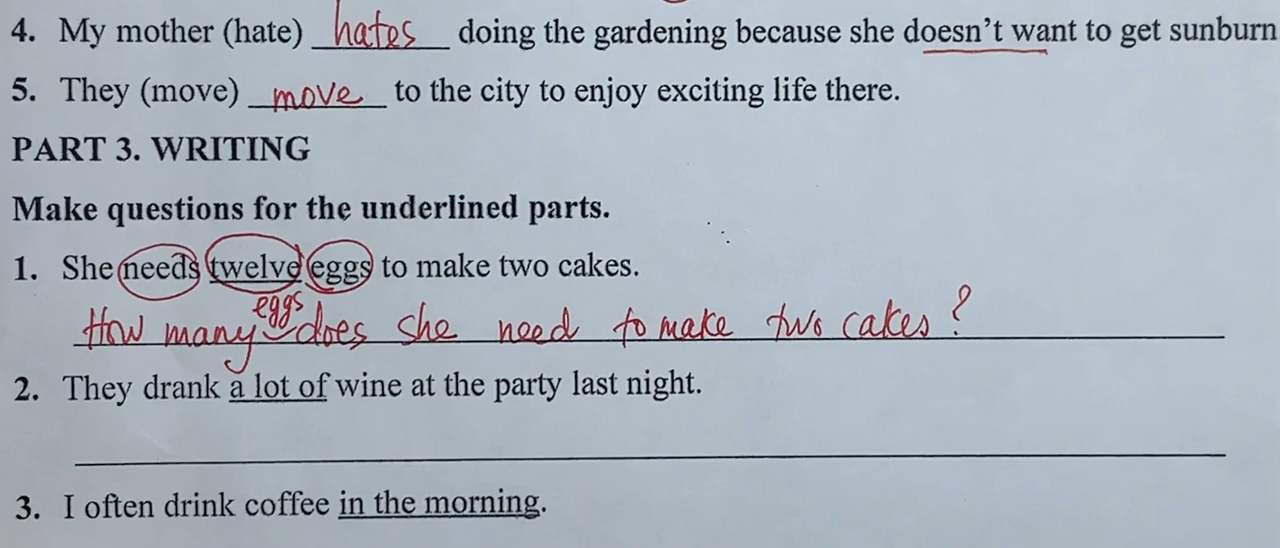 4. My mother (hate) hates doing the gardening because she doesn't want to get sunburn
5. They (move) move to the city to enjoy exciting life there.
PART 3. WRITING
Make questions for the underlined parts.
1. She needs twelve eggs to make two cakes.
How many eggs does she need to make two cakes?
2. They drank a lot of wine at the party last night.
3. I often drink coffee in the morning.